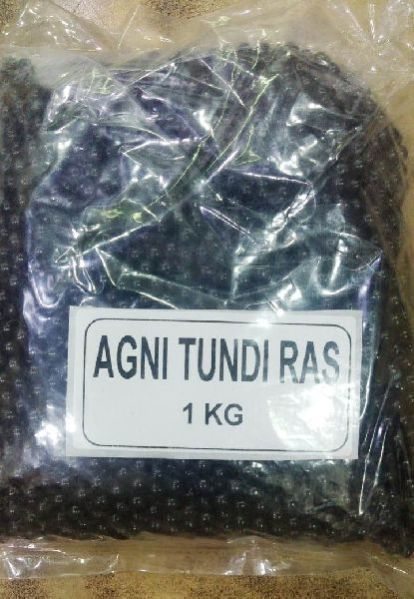 AGNI TUNDI RAS
1 KG